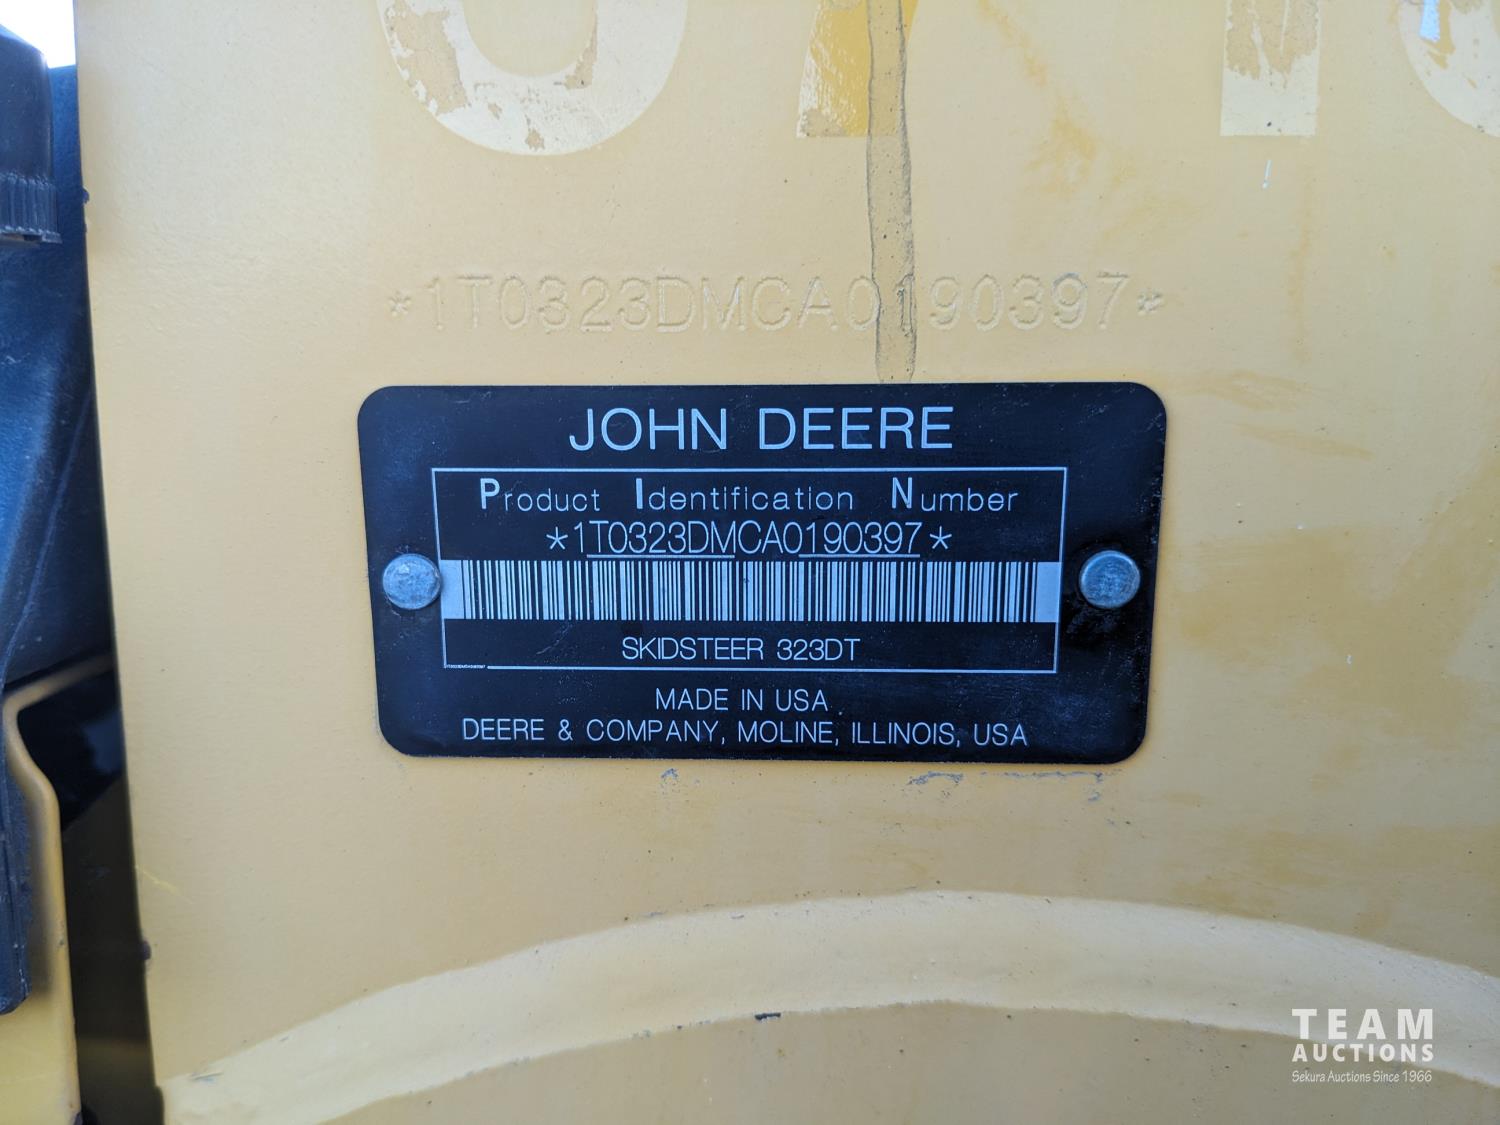 *1T0323DMCA0190397*
JOHN DEERE
Product Identification Number
*1T0323DMCA0190397*
SKIDSTEER 323DT
MADE IN USA
DEERE & COMPANY, MOLINE, ILLINOIS, USA
TEAM
AUCTIONS
Sekura Auctions Since 1966